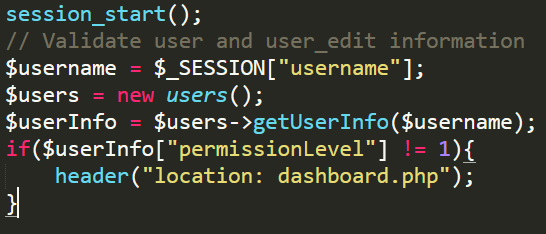 session_start();
// Validate user and user_edit information
$username = $_SESSION["username"];
$users = new users();
$userInfo = $users->getUserInfo($username);
if($userInfo["permissionLevel"] != 1){
    header("location: dashboard.php");
}